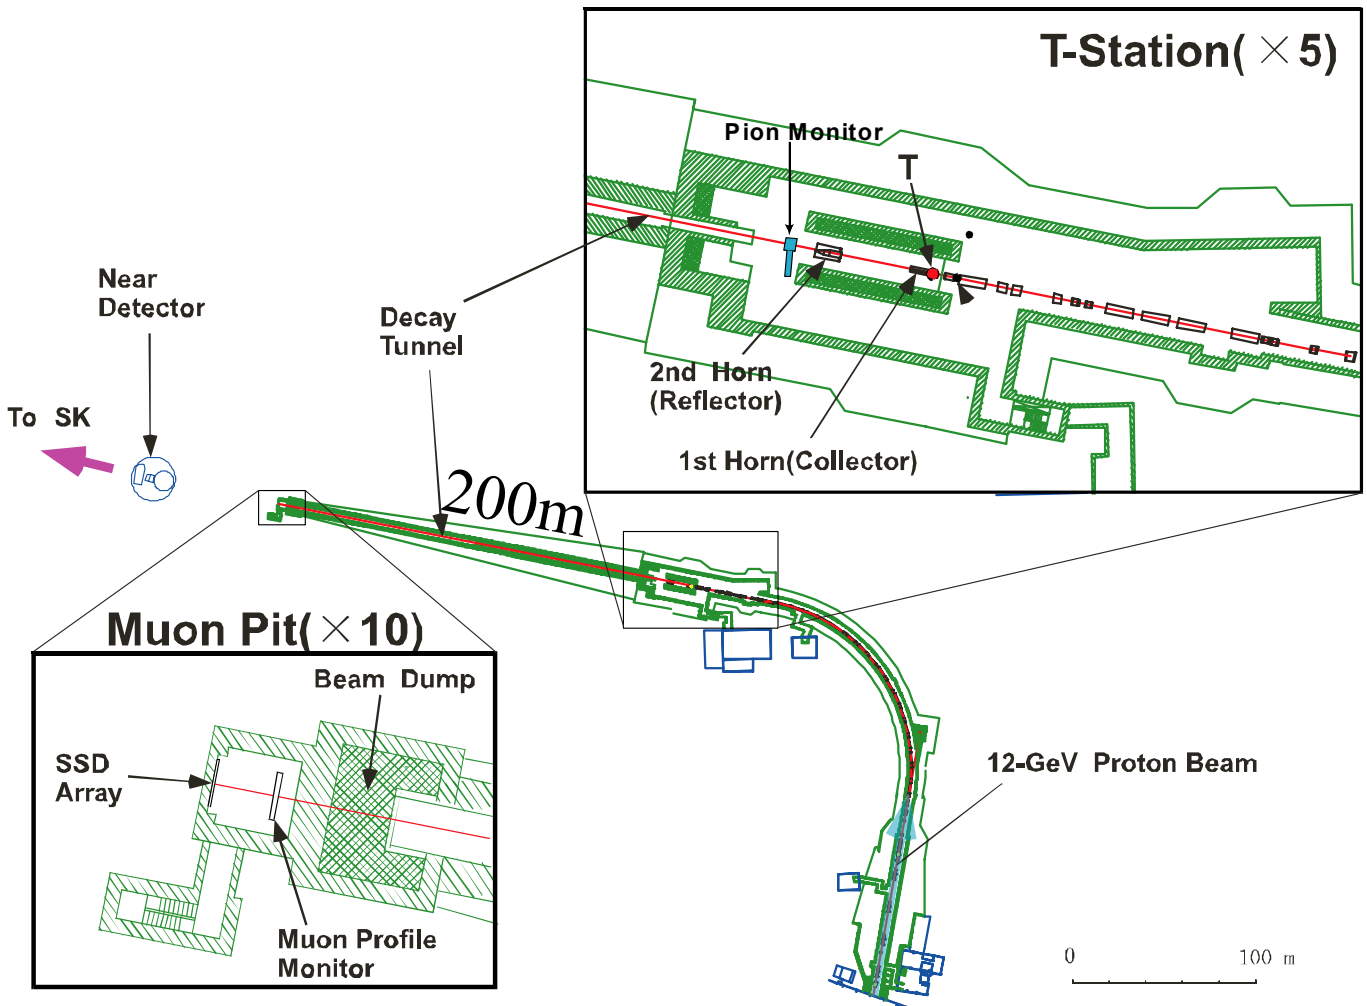 T-Station( × 5)
Pion Monitor
T
Near
Detector
Decay
Tunnel
2nd Horn
(Reflector)
To SK
1st Horn(Collector)
200m
Muon Pit( × 10)
Beam Dump
SSD
Array
12-GeV Proton Beam
Muon Profile
Monitor
0 100 m